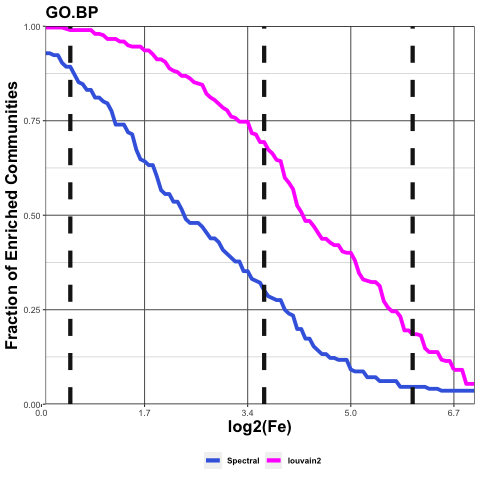 GO.BP
Fraction of Enriched Communities
1.00
0.75
0.50
0.25
0.00
0.0 1.7 3.4 5.0 6.7
log2(Fe)
Spectral louvain2